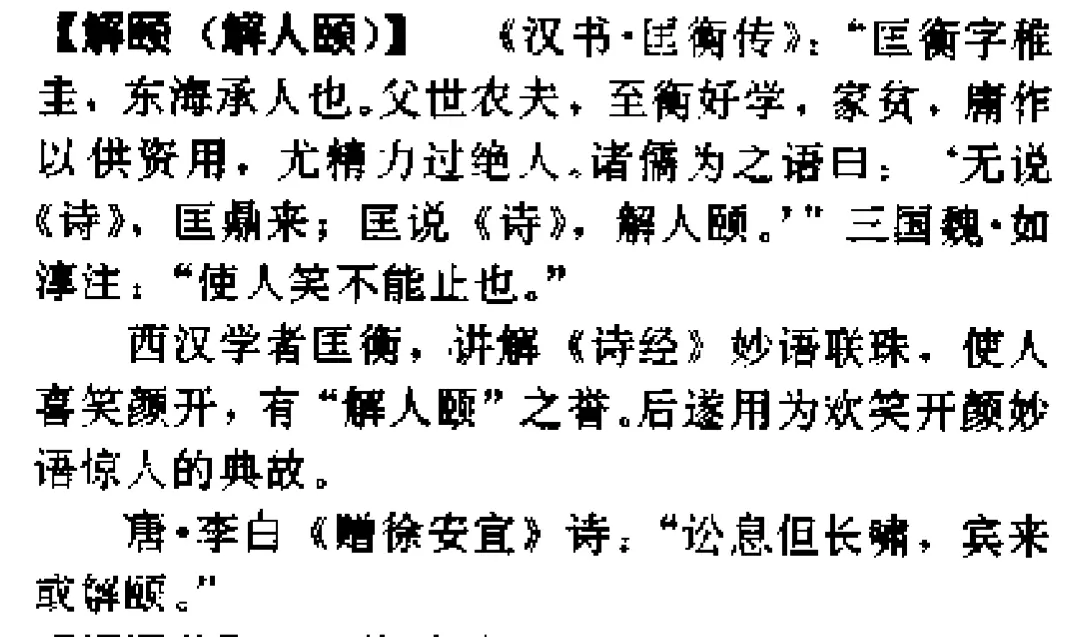 【解颐（解人颐）】 《汉书·匡衡传》：“匡衡字稚
圭，东海承人也。父世农夫，至衡好学，家贫，庸作
以供资用，尤精力过绝人。诸儒为之语曰：‘无说
《诗》，匡鼎来；匡说《诗》，解人颐。’”三国魏·如
淳注：“使人笑不能止也。”
西汉学者匡衡，讲解《诗经》妙语联珠，使人
喜笑颜开，有“解人颐”之誉。后遂用为欢笑开颜妙
语惊人的典故。
唐·李白《赠徐安宜》诗：“讼息但长啸，宾来
或解颐。”